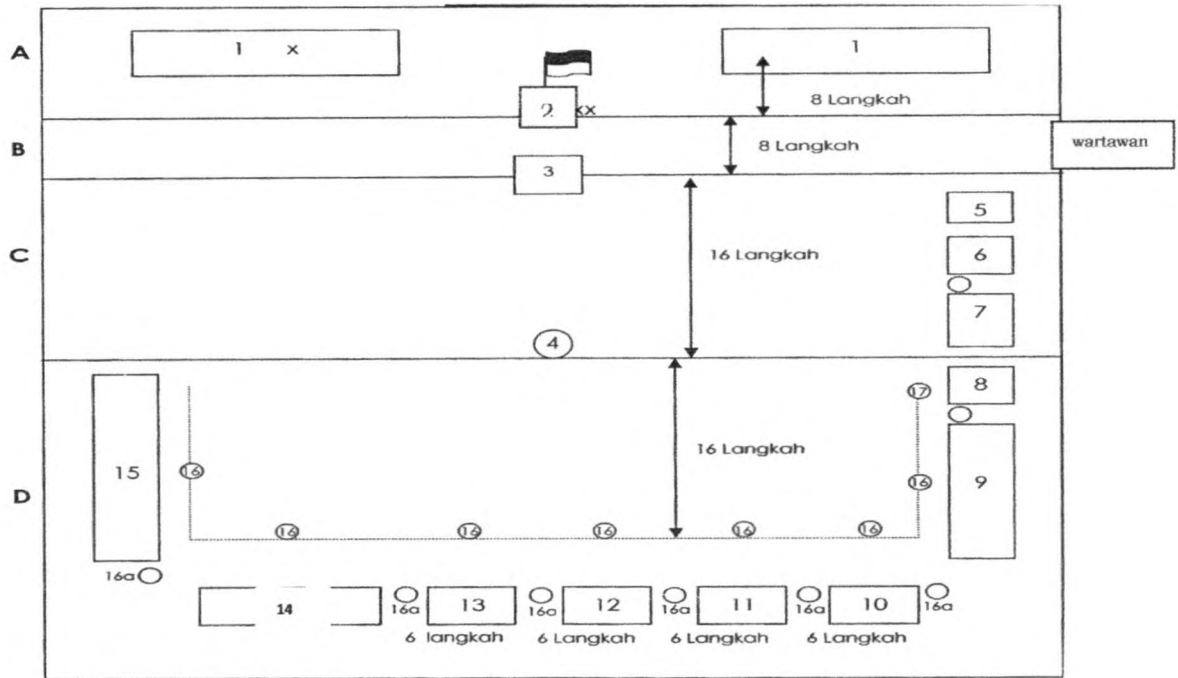 A
1 x
1
8 Langkah
2 xx
B
8 Langkah
wartawan
3
5
C
16 Langkah
6
7
4
8
17
16 Langkah
15
16
16
9
D
16
16
16
16
16
16a
14
16a
13
16a
12
16a
11
16a
10
16a
6 langkah
6 Langkah
6 Langkah
6 Langkah